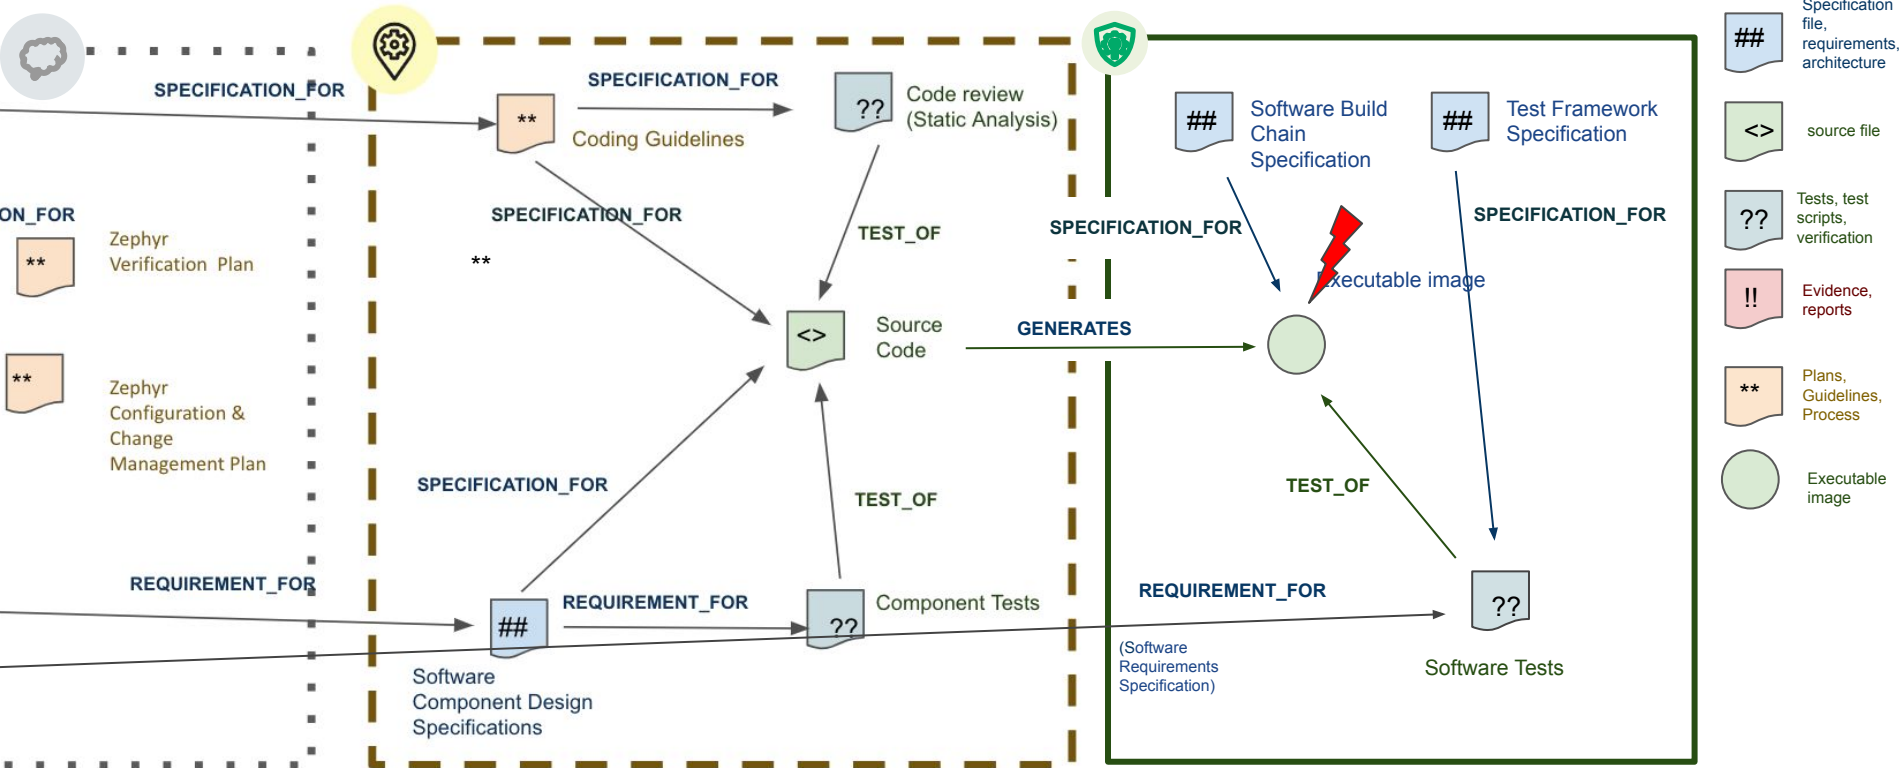 SPECIFICATION_FOR
ON_FOR
**
Zephyr
Verification Plan
**
Zephyr
Configuration &
Change
Management Plan
REQUIREMENT_FOR
**
Coding Guidelines
SPECIFICATION_FOR
??
Code review
(Static Analysis)
SPECIFICATION_FOR
**
TEST_OF
<>
Source
Code
GENERATES
SPECIFICATION_FOR
TEST_OF
##
Software
Component Design
Specifications
REQUIREMENT_FOR
??
Component Tests
##
Software Build
Chain
Specification
##
Test Framework
Specification
SPECIFICATION_FOR
SPECIFICATION_FOR
Executable image
TEST_OF
REQUIREMENT_FOR
(Software
Requirements
Specification)
??
Software Tests
##
Specification
file,
requirements,
architecture
<>
source file
??
Tests, test
scripts,
verification
!!
Evidence,
reports
**
Plans,
Guidelines,
Process
Executable
image